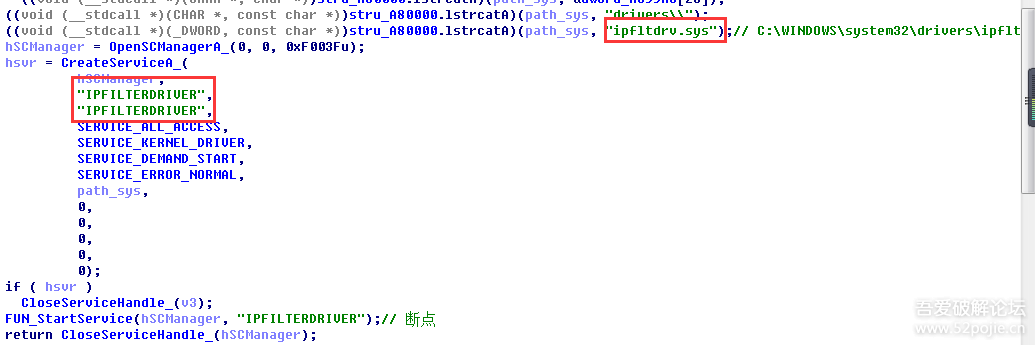 ((void (__stdcall *)(_DWORD, const char *))stru_A80000.lstrcatA)(path_sys, "drivers\\");
((void (__stdcall *)(_DWORD, const char *))stru_A80000.lstrcatA)(path_sys, "ipfltdrv.sys");// C:\WINDOWS\system32\drivers\ipflt
hSCManager = OpenSCManagerA_(0, 0, 0xF003Fu);
hsvr = CreateServiceA_(
hSCManager,
"IPFILTERDRIVER",
"IPFILTERDRIVER",
SERVICE_ALL_ACCESS,
SERVICE_KERNEL_DRIVER,
SERVICE_DEMAND_START,
SERVICE_ERROR_NORMAL,
path_sys,
0,
0,
0,
0,
0);
if ( hsvr )
CloseServiceHandle_(v3);
FUN_StartService(hSCManager, "IPFILTERDRIVER");// 断点
return CloseServiceHandle_(hSCManager);
吾爱破解论坛
www.52pojie.cn